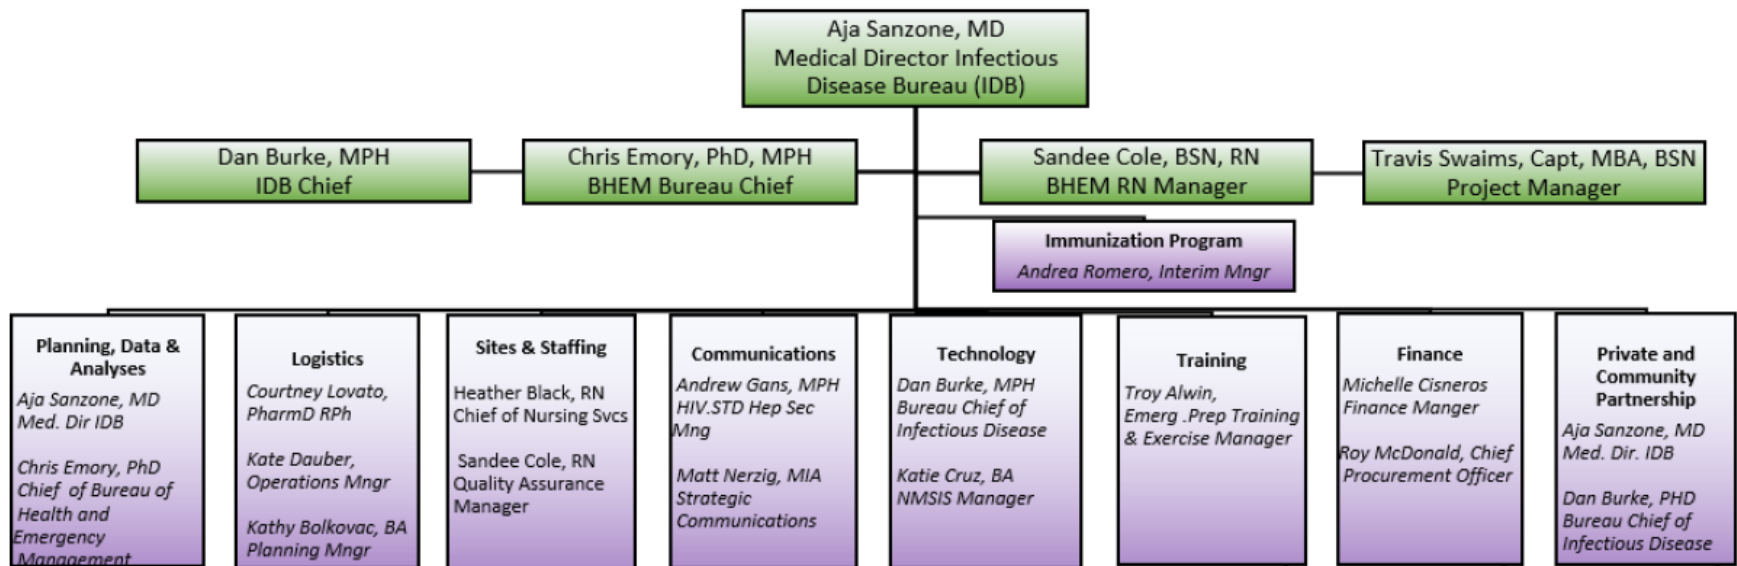 Aja Sanzone, MD
Medical Director Infectious
Disease Bureau (IDB)
Dan Burke, MPH
IDB Chief
Chris Emory, PhD, MPH
BHEM Bureau Chief
Sandee Cole, BSN, RN
BHEM RN Manager
Travis Swaims, Capt, MBA, BSN
Project Manager
Immunization Program
Andrea Romero, Interim Mngr
Planning, Data &
Analyses
Aja Sanzone, MD
Med. Dir IDB
Chris Emory, PhD
Chief of Bureau of
Health and
Emergency
Management
Logistics
Courtney Lovato,
PharmD RPh
Kate Dauber,
Operations Mngr
Kathy Bolkovac, BA
Planning Mngr
Sites & Staffing
Heather Black, RN
Chief of Nursing Svcs
Sandee Cole, RN
Quality Assurance
Manager
Communications
Andrew Gans, MPH
HIV.STD Hep Sec
Mng
Matt Nerzig, MIA
Strategic
Communications
Technology
Dan Burke, MPH
Bureau Chief of
Infectious Disease
Katie Cruz, BA
NMSIS Manager
Training
Troy Alwin,
Emerg .Prep Training
& Exercise Manager
Finance
Michelle Cisneros
Finance Manger
Roy McDonald, Chief
Procurement Officer
Private and
Community
Partnership
Aja Sanzone, MD
Med. Dir. IDB
Dan Burke, PHD
Bureau Chief of
Infectious Disease